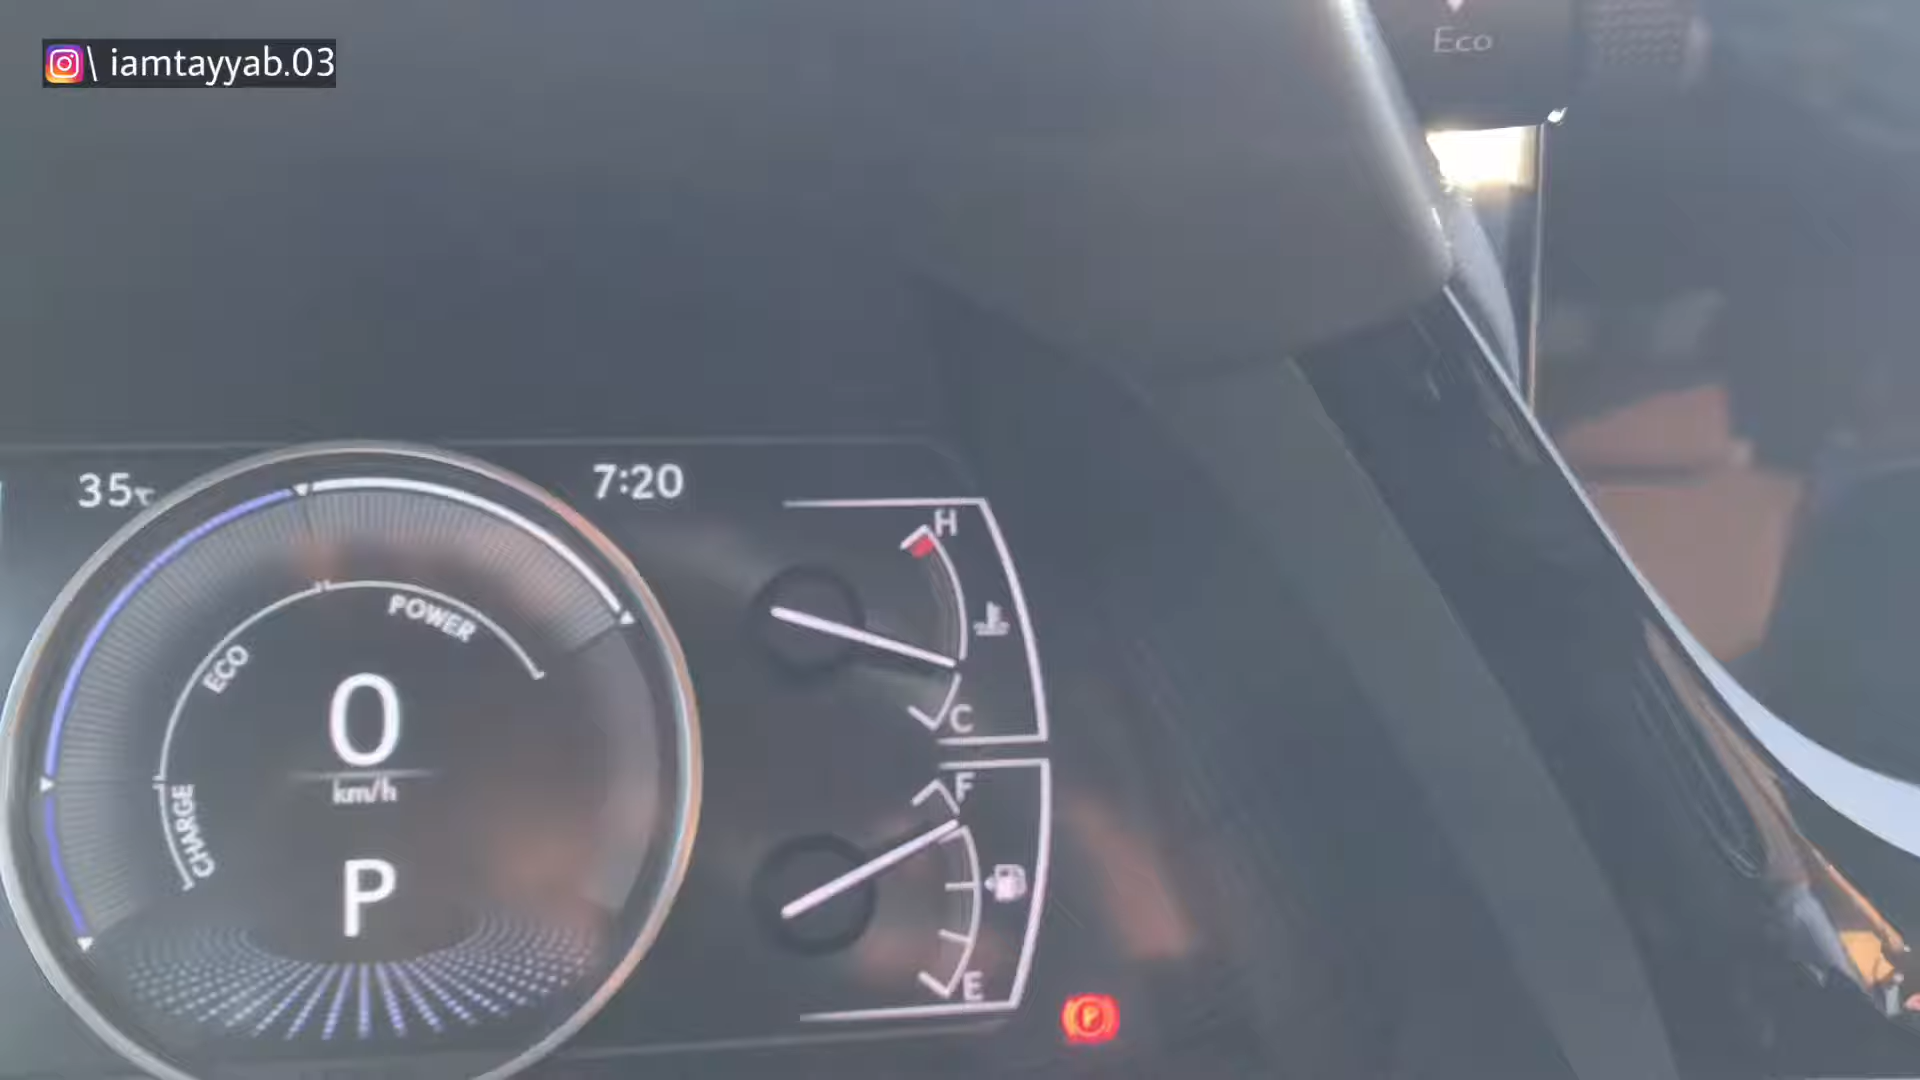 \ iamtayyab.03
Eco
35℃
7:20
H
POWER
ECO
0
km/h
C
F
CHARGE
P
E
P